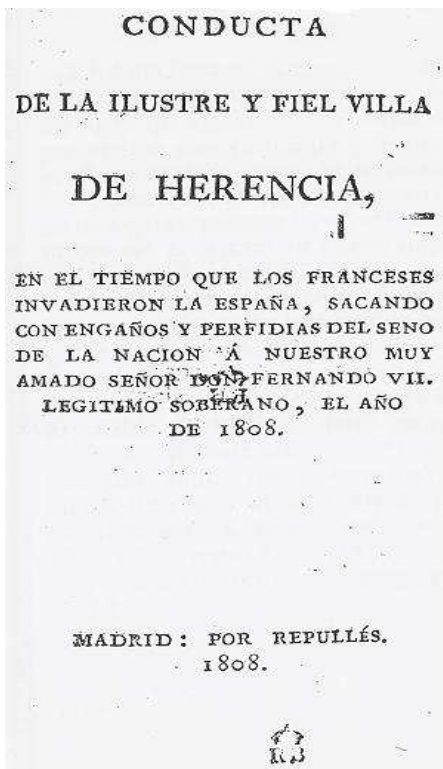 CONDUCTA
DE LA ILUSTRE Y FIEL VILLA
DE HERENCIA,
EN EL TIEMPO QUE LOS FRANCESES
INVADIERON LA ESPAÑA, SACANDO
CON ENGAÑOS Y PERFIDIAS DEL SENO
DE LA NACION Á NUESTRO MUY
AMADO SEÑOR DON FERNANDO VII.
LEGITIMO SOBERANO, EL AÑO
DE 1808.
MADRID: POR REPULLÉS.
1808.